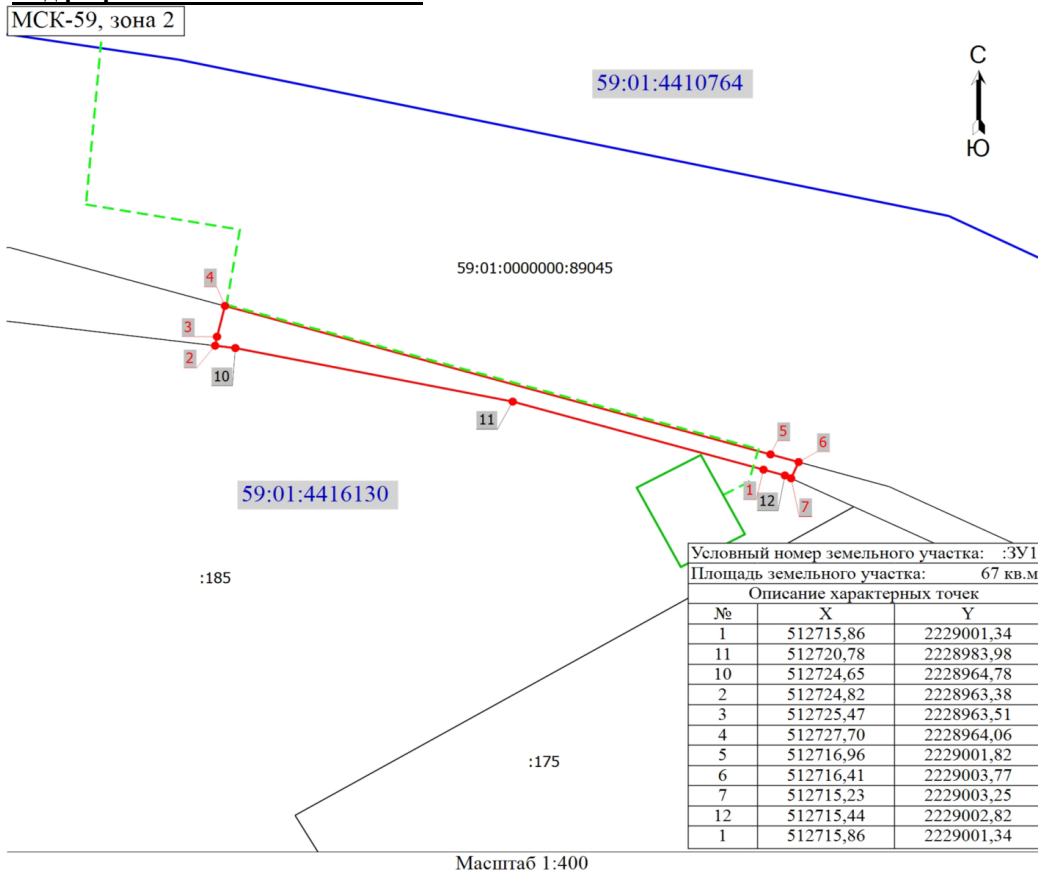 МСК-59, зона 2
59:01:4410764
С
Ю
59:01:0000000:89045
4
3
2
10
11
5
6
1
12
7
59:01:4416130
:185
:175
Условный номер земельного участка: :ЗУ1
Площадь земельного участка: 67 кв.м
Описание характерных точек
№ X Y
1 512715,86 2229001,34
11 512720,78 2228983,98
10 512724,65 2228964,78
2 512724,82 2228963,38
3 512725,47 2228963,51
4 512727,70 2228964,06
5 512716,96 2229001,82
6 512716,41 2229003,77
7 512715,23 2229003,25
12 512715,44 2229002,82
1 512715,86 2229001,34
Масштаб 1:400